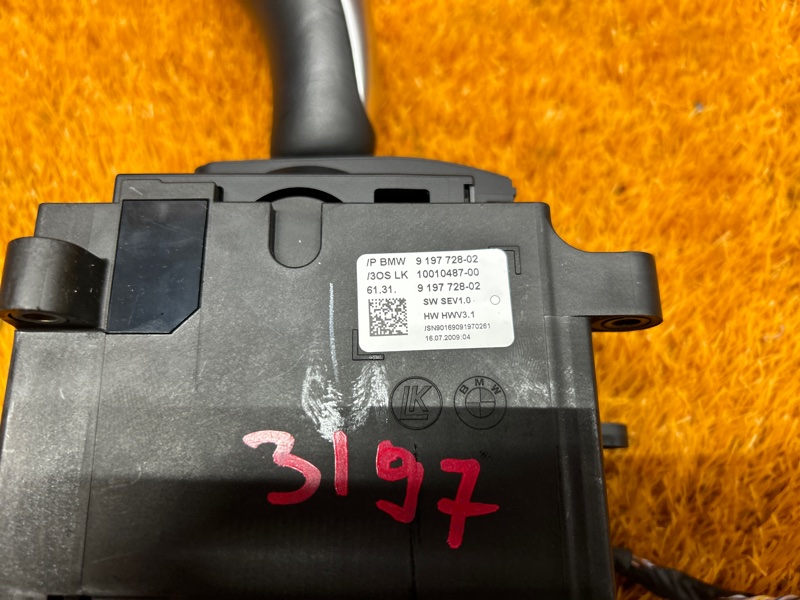 /P BMW 9 197 728-02
/3OS LK 10010487-00
61.31. 9 197 728-02
SW SEV1.0
HW HWV3.1
/SN90169091970261
16.07.2009:04
LK
BMW
3197